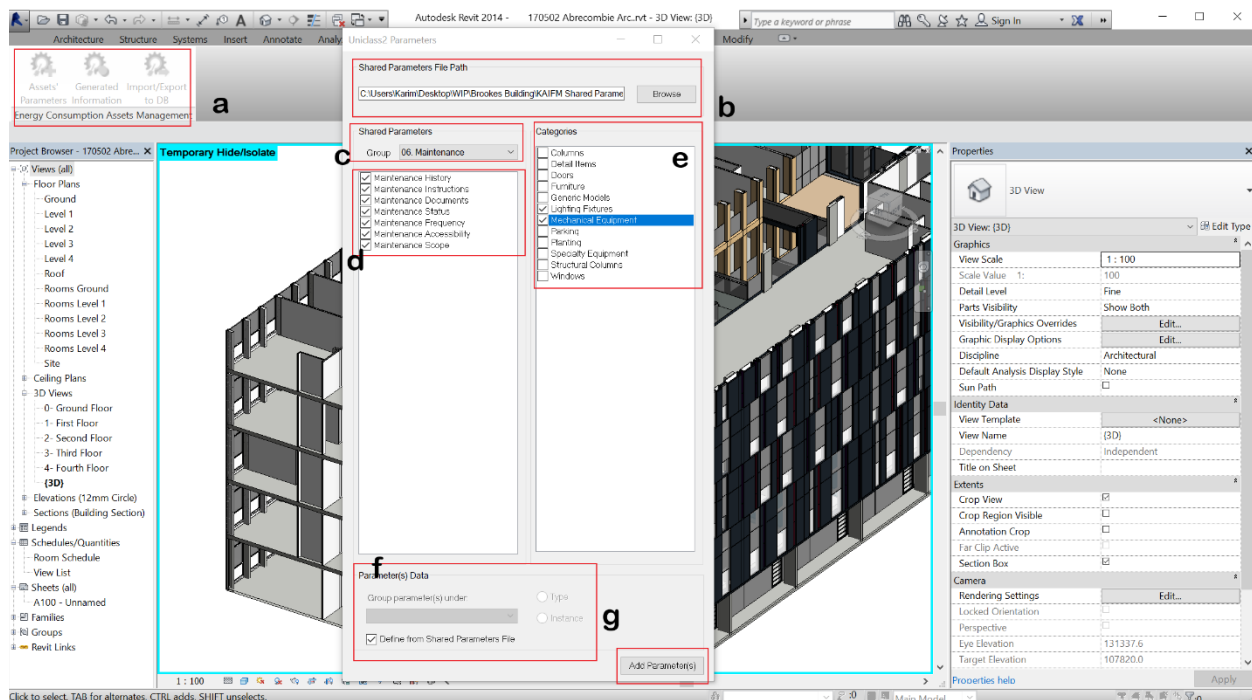 Autodesk Revit 2014 - 170502 Abrecombie Arc.rvt - 3D View: {3D}
Type a keyword or phrase
Sign In
Architecture Structure Systems Insert Annotate Analy
Modify
Assets' Parameters
Generated Information
Import/Export to DB
Energy Consumption Assets Management
a
Project Browser - 170502 Abre...
Views (all)
Floor Plans
Ground
Level 1
Level 2
Level 3
Level 4
Roof
Rooms Ground
Rooms Level 1
Rooms Level 2
Rooms Level 3
Rooms Level 4
Site
Ceiling Plans
3D Views
0- Ground Floor
1- First Floor
2- Second Floor
3- Third Floor
4- Fourth Floor
{3D}
Elevations (12mm Circle)
Sections (Building Section)
Legends
Schedules/Quantities
Room Schedule
View List
Sheets (all)
A100 - Unnamed
Families
Groups
Revit Links
Temporary Hide/Isolate
Uniclass2 Parameters
Shared Parameters File Path
C:\Users\Karim\Desktop\WIP\Brookes Building\KAIFM Shared Parame
Browse
b
Shared Parameters
Group 06. Maintenance
c
Maintenance History
Maintenance Instructions
Maintenance Documents
Maintenance Status
Maintenance Frequency
Maintenance Accessibility
Maintenance Scope
d
Categories
e
Columns
Detail Items
Doors
Furniture
Generic Models
Lighting Fixtures
Mechanical Equipment
Parking
Planting
Specialty Equipment
Structural Columns
Windows
f
Parameter(s) Data
Group parameter(s) under
Type
Instance
Define from Shared Parameters File
g
Add Parameter(s)
Properties
3D View
3D View: {3D}
Edit Type
Graphics
View Scale 1 : 100
Scale Value 1: 100
Detail Level Fine
Parts Visibility Show Both
Visibility/Graphics Overrides Edit...
Graphic Display Options Edit...
Discipline Architectural
Default Analysis Display Style None
Sun Path
Identity Data
View Template <None>
View Name {3D}
Dependency Independent
Title on Sheet
Extents
Crop View
Crop Region Visible
Annotation Crop
Far Clip Active
Section Box
Camera
Rendering Settings Edit...
Locked Orientation
Perspective
Eye Elevation 131337.6
Target Elevation 107820.0
Properties help
Apply
1 : 100
Click to select, TAB for alternates, CTRL adds, SHIFT unselects.
:0
Main Model
:0